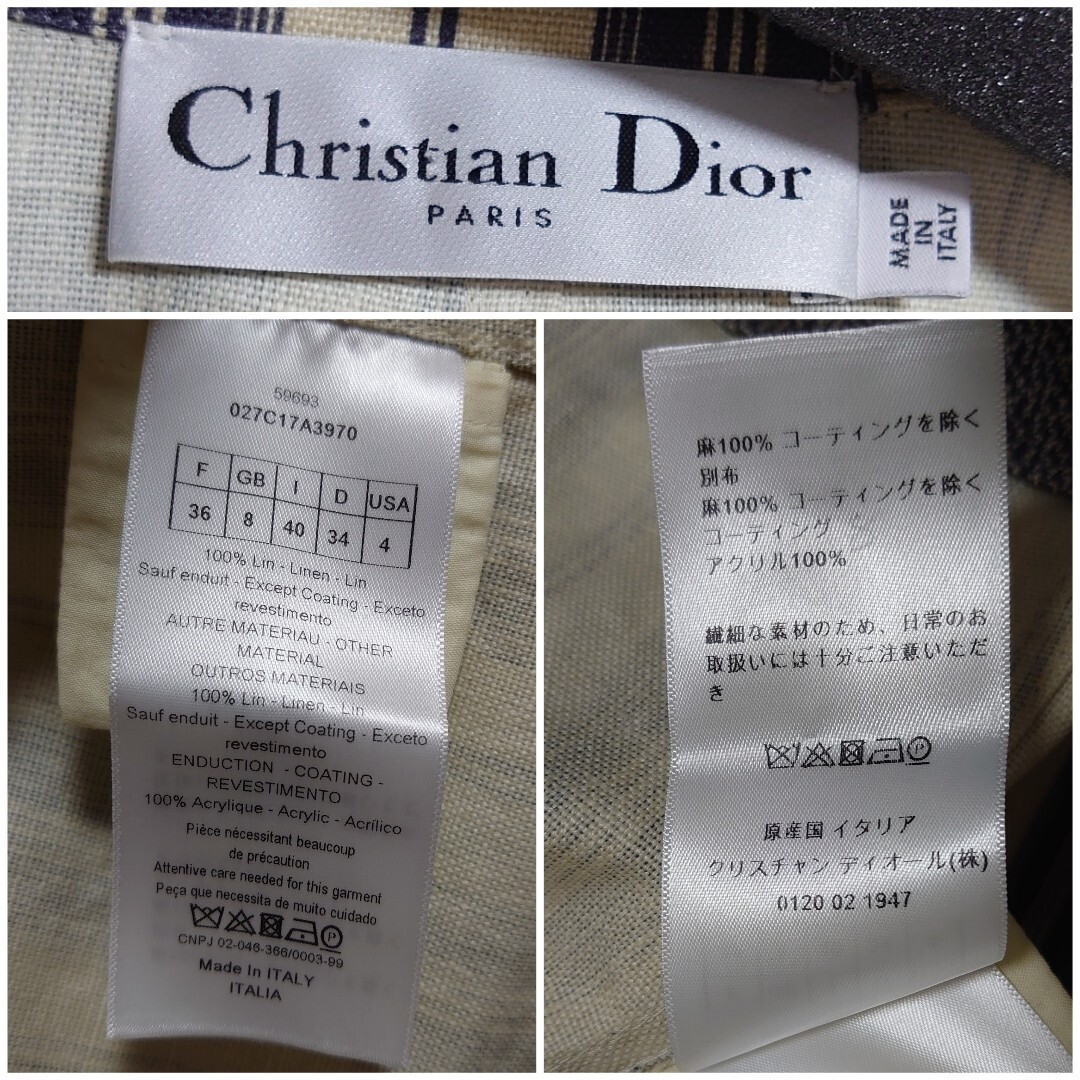 Christian Dior
PARIS
MADE
IN
ITALY
59693
027C17A3970
F GB I D USA
36 8 40 34 4
100% Lin - Linen - Lin
Sauf enduit - Except Coating - Exceto
revestimento
AUTRE MATERIAU - OTHER
MATERIAL
OUTROS MATERIAIS
100% Lin - Linen - Lin
Sauf enduit - Except Coating - Exceto
revestimento
ENDUCTION - COATING -
REVESTIMENTO
100% Acrylique - Acrylic - Acrílico
Pièce nécessitant beaucoup
de précaution
Attentive care needed for this garment
Peça que necessita de muito cuidado
P
CNPJ 02-046-366/0003-99
Made In ITALY
ITALIA
麻100% コーティングを除く
別布
麻100% コーティングを除く
コーティング
アクリル100%
繊細な素材のため、日常のお
取扱いには十分ご注意いただ
き
P
原産国 イタリア
クリスチャン ディオール(株)
0120 02 1947